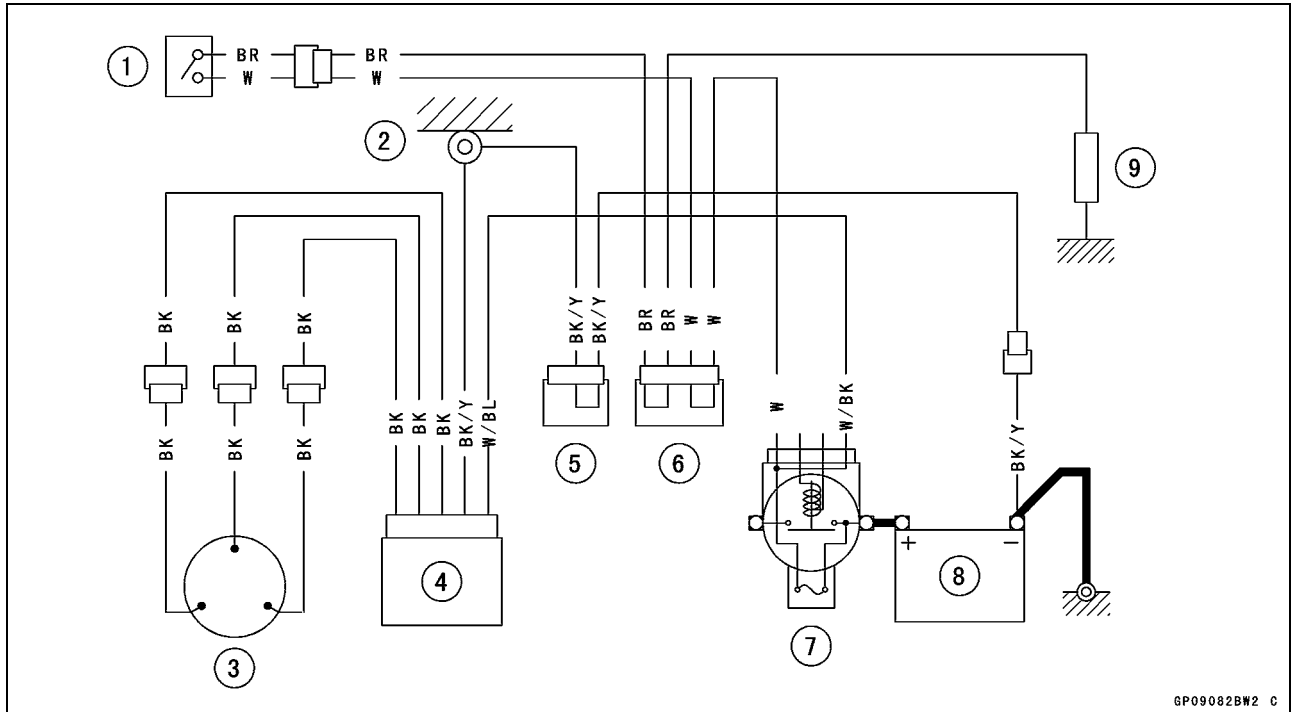 1 BR BR
W W
2
9
BK BK BK BK BK BK BK/Y W/BL BK/Y BK/Y BR BR W W W W/BK
BK BK BK BK/Y
5 6
+ −
4 8
7
3
GP09082BW2 C